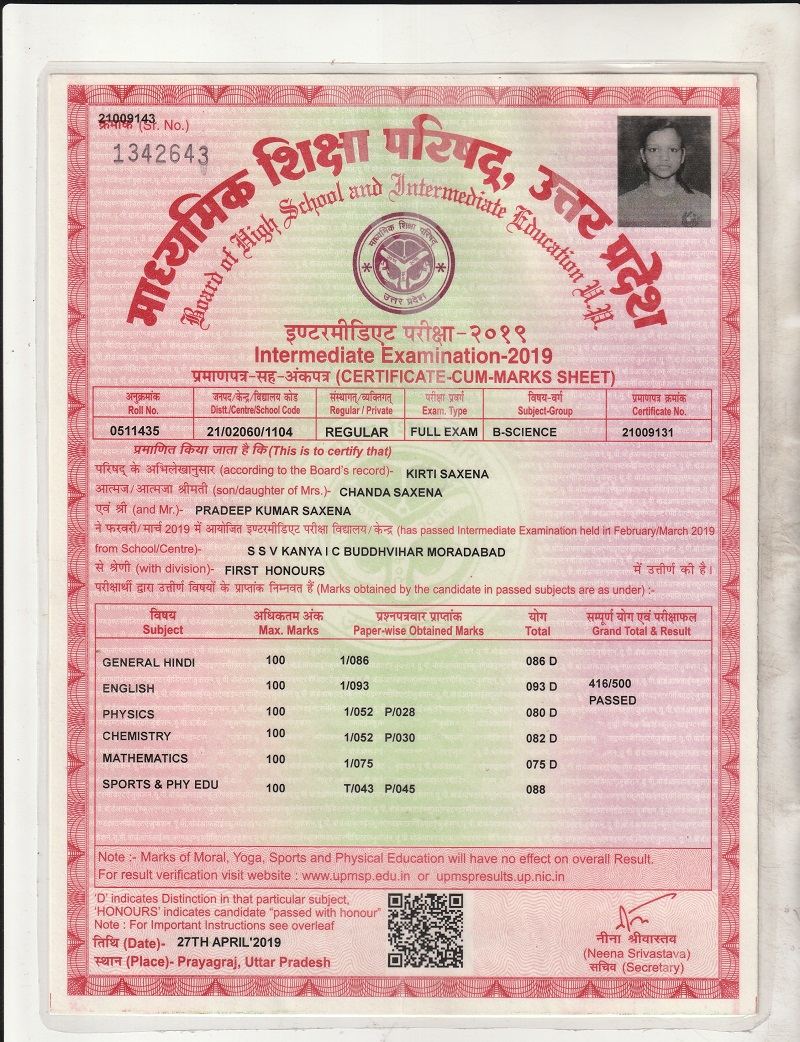 21009143
क्रमांक (Sr. No.)
1342643
माध्यमिक शिक्षा परिषद्, उत्तर प्रदेश
Board of High School and Intermediate Education U.P.
माध्यमिक शिक्षा परिषद
उत्तर प्रदेश
इण्टरमीडिएट परीक्षा-२०१९
Intermediate Examination-2019
प्रमाणपत्र-सह-अंकपत्र (CERTIFICATE-CUM-MARKS SHEET)
अनुक्रमांक जनपद/केन्द्र/विद्यालय कोड संस्थागत/व्यक्तिगत परीक्षा प्रवर्ग विषय-वर्ग प्रमाणपत्र क्रमांक
Roll No. Distt./Centre/School Code Regular / Private Exam. Type Subject-Group Certificate No.
0511435 21/02060/1104 REGULAR FULL EXAM B-SCIENCE 21009131
प्रमाणित किया जाता है कि (This is to certify that)
परिषद् के अभिलेखानुसार (according to the Board's record)- KIRTI SAXENA
आत्मज/आत्मजा श्रीमती (son/daughter of Mrs.)- CHANDA SAXENA
एवं श्री (and Mr.)- PRADEEP KUMAR SAXENA
ने फरवरी/मार्च 2019 में आयोजित इण्टरमीडिएट परीक्षा विद्यालय/केन्द्र (has passed Intermediate Examination held in February/March 2019
from School/Centre)- S S V KANYA I C BUDDHVIHAR MORADABAD
से श्रेणी (with division)- FIRST HONOURS में उत्तीर्ण की है।
परीक्षार्थी द्वारा उत्तीर्ण विषयों के प्राप्तांक निम्नवत हैं (Marks obtained by the candidate in passed subjects are as under) :-
विषय अधिकतम अंक प्रश्नपत्रवार प्राप्तांक योग सम्पूर्ण योग एवं परीक्षाफल
Subject Max. Marks Paper-wise Obtained Marks Total Grand Total & Result
GENERAL HINDI 100 1/086 086 D
ENGLISH 100 1/093 093 D 416/500
PASSED
PHYSICS 100 1/052 P/028 080 D
CHEMISTRY 100 1/052 P/030 082 D
MATHEMATICS 100 1/075 075 D
SPORTS & PHY EDU 100 T/043 P/045 088
Note :- Marks of Moral, Yoga, Sports and Physical Education will have no effect on overall Result.
For result verification visit website : www.upmsp.edu.in or upmspresults.up.nic.in
'D' indicates Distinction in that particular subject,
'HONOURS' indicates candidate "passed with honour"
Note : For Important Instructions see overleaf
तिथि (Date)- 27TH APRIL'2019
स्थान (Place)- Prayagraj, Uttar Pradesh
नीना श्रीवास्तव
(Neena Srivastava)
सचिव (Secretary)